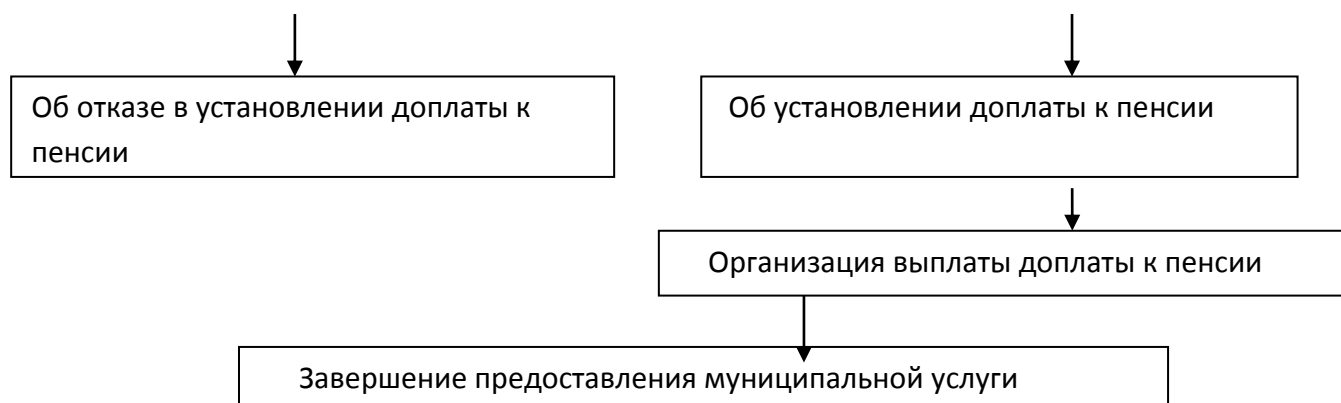 Об отказе в установлении доплаты к
пенсии
Об установлении доплаты к пенсии
Организация выплаты доплаты к пенсии
Завершение предоставления муниципальной услуги